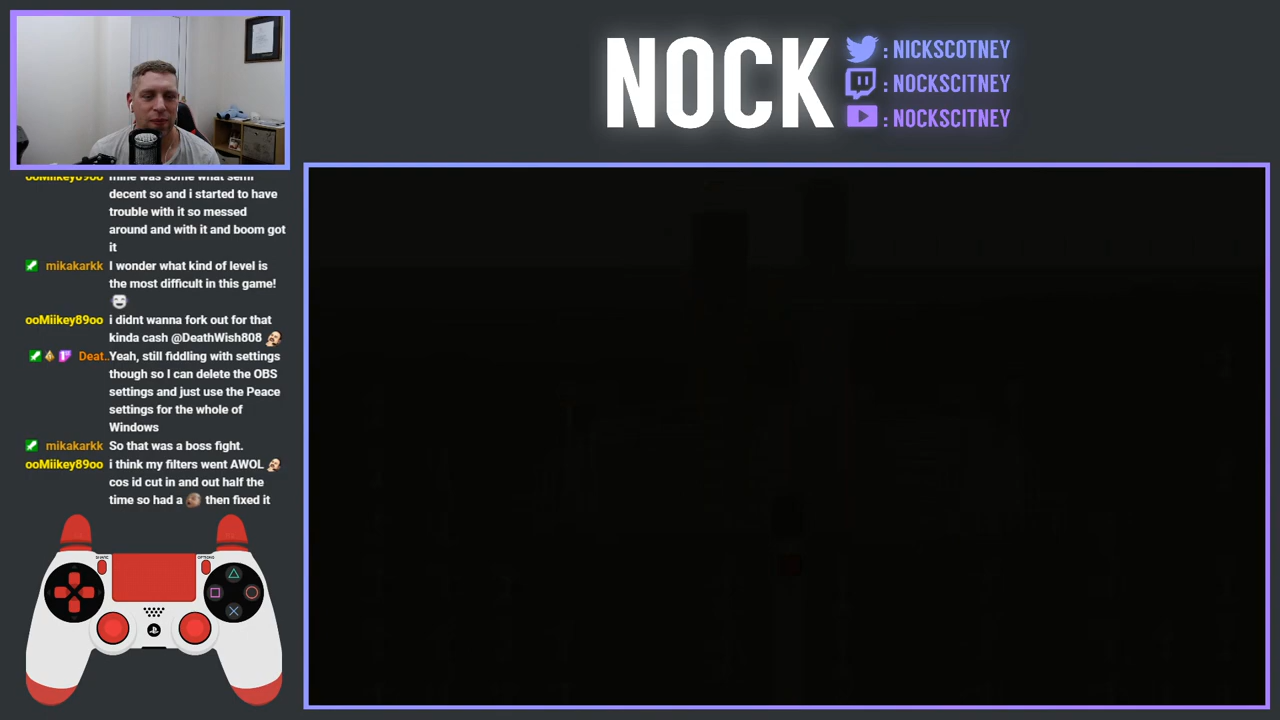 NOCK
: NICKSCOTNEY
: NOCKSCITNEY
: NOCKSCITNEY
ooMiikey89oo mine was some what semi
decent so and i started to have
trouble with it so messed
around and with it and boom got
it
mikakarkk I wonder what kind of level is
the most difficult in this game!
ooMiikey89oo i didnt wanna fork out for that
kinda cash @DeathWish808
Deat.. Yeah, still fiddling with settings
though so I can delete the OBS
settings and just use the Peace
settings for the whole of
Windows
mikakarkk So that was a boss fight.
ooMiikey89oo i think my filters went AWOL
cos id cut in and out half the
time so had a then fixed it
SHARE
OPTIONS